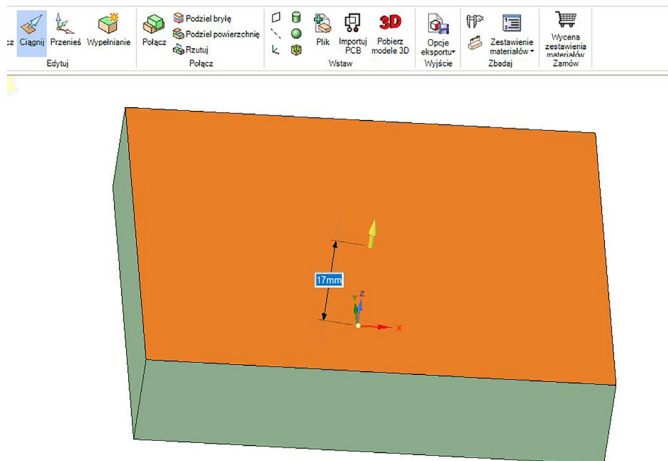 cz
Ciągnij
Przenieś
Wypełnianie
Edytuj
Połącz
Podziel bryłę
Podziel powierzchnię
Rzutuj
Połącz
Plik
Importuj
PCB
3D
Pobierz
modele 3D
Wstaw
Opcje
eksportu
Wyjście
Zestawienie
materiałów
Zbadaj
Wycena
zestawienia
materiałów
Zamów
17mm
Y
Z
X